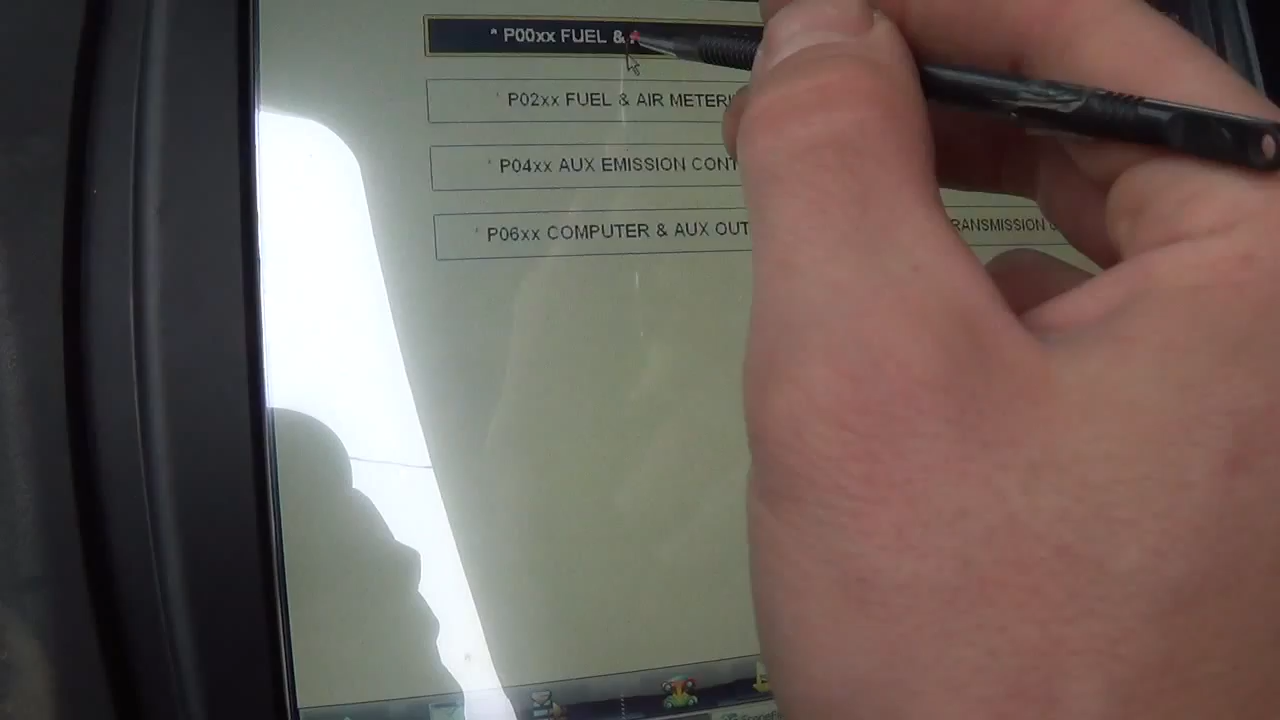 * P00xx FUEL &
' P02xx FUEL & AIR METERI
' P04xx AUX EMISSION CONT
' P06xx COMPUTER & AUX OUT
RANSMISSION